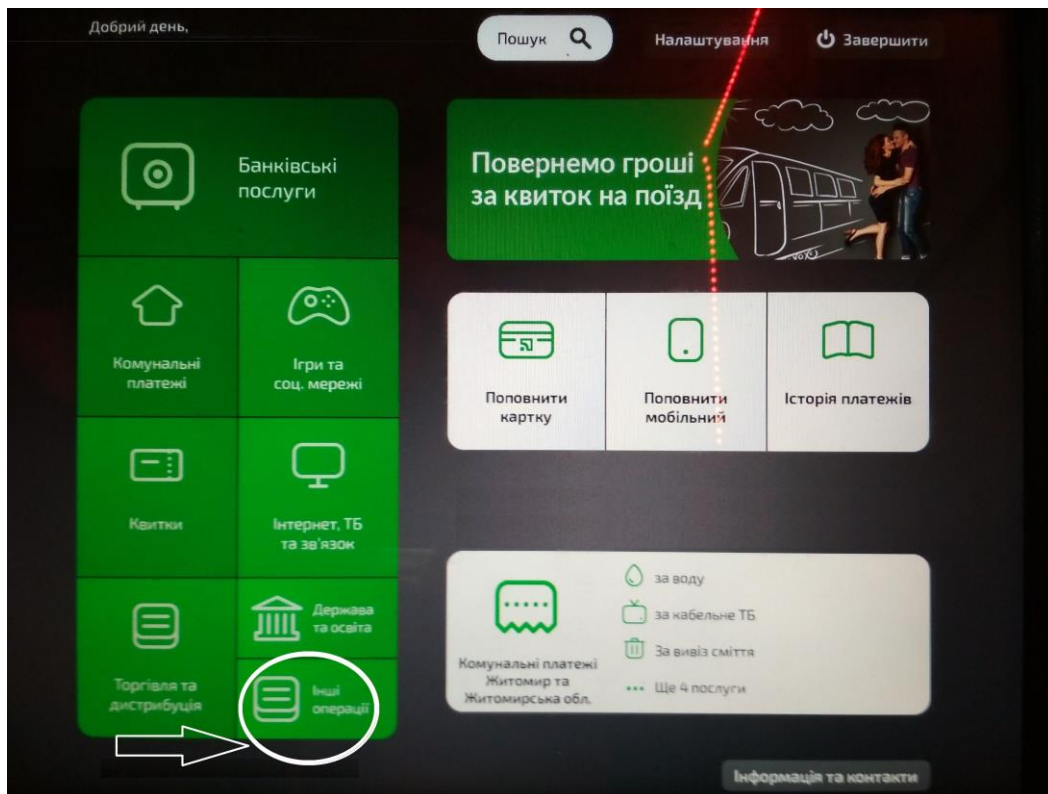 Добрий день,
Пошук
Налаштування
Завершити
Банківські
послуги
Повернемо гроші
за квиток на поїзд
Комунальні
платежі
Ігри та
соц. мережі
Поповнити
картку
Поповнити
мобільний
Історія платежів
Квитки
Інтернет, ТБ
та зв'язок
Торгівля та
дистрибуція
Держава
та освіта
Інші
операції
Комунальні платежі
Житомир та
Житомирська обл.
за воду
за кабельне ТБ
За вивіз сміття
Ще 4 послуги
Інформація та контакти